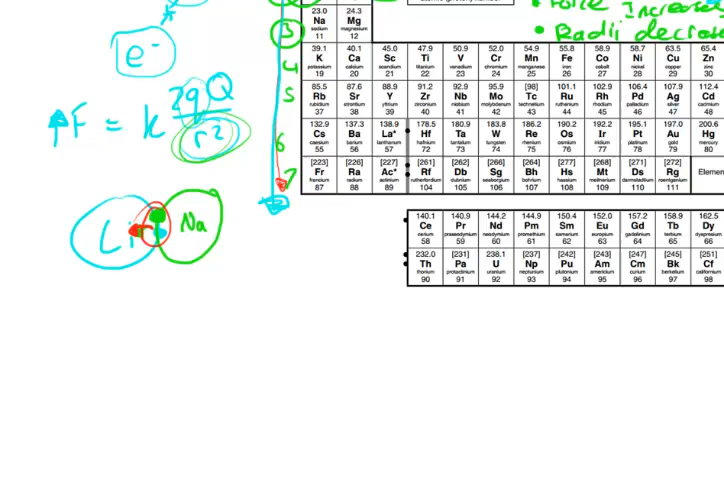 • Force Increases
• Radii decrea
23.0 24.3
Na Mg
sodium magnesium
11 12
3
e⁻
39.1 40.1 45.0 47.9 50.9 52.0 54.9 55.8 58.9 58.7 63.5 65.4
4 K Ca Sc Ti V Cr Mn Fe Co Ni Cu Zn
potassium calcium scandium titanium vanadium chromium manganese iron cobalt nickel copper zinc
19 20 21 22 23 24 25 26 27 28 29 30
↑F = k 2qQ / r²
85.5 87.6 88.9 91.2 92.9 95.9 [98] 101.1 102.9 106.4 107.9 112.4
5 Rb Sr Y Zr Nb Mo Tc Ru Rh Pd Ag Cd
rubidium strontium yttrium zirconium niobium molybdenum technetium ruthenium rhodium palladium silver cadmium
37 38 39 40 41 42 43 44 45 46 47 48
132.9 137.3 138.9 178.5 180.9 183.8 186.2 190.2 192.2 195.1 197.0 200.6
6 Cs Ba La* Hf Ta W Re Os Ir Pt Au Hg
caesium barium lanthanum hafnium tantalum tungsten rhenium osmium iridium platinum gold mercury
55 56 57 72 73 74 75 76 77 78 79 80
[223] [226] [227] [261] [262] [266] [264] [277] [268] [271] [272]
7 Fr Ra Ac* Rf Db Sg Bh Hs Mt Ds Rg Elemen
francium radium actinium rutherfordium dubnium seaborgium bohrium hassium meitnerium darmstadtium roentgenium
87 88 89 104 105 106 107 108 109 110 111
Li Na
140.1 140.9 144.2 144.9 150.4 152.0 157.2 158.9 162.5
Ce Pr Nd Pm Sm Eu Gd Tb Dy
cerium praseodymium neodymium promethium samarium europium gadolinium terbium dysprosium
58 59 60 61 62 63 64 65 66
232.0 [231] 238.1 [237] [242] [243] [247] [245] [251]
Th Pa U Np Pu Am Cm Bk Cf
thorium protactinium uranium neptunium plutonium americium curium berkelium californium
90 91 92 93 94 95 96 97 98